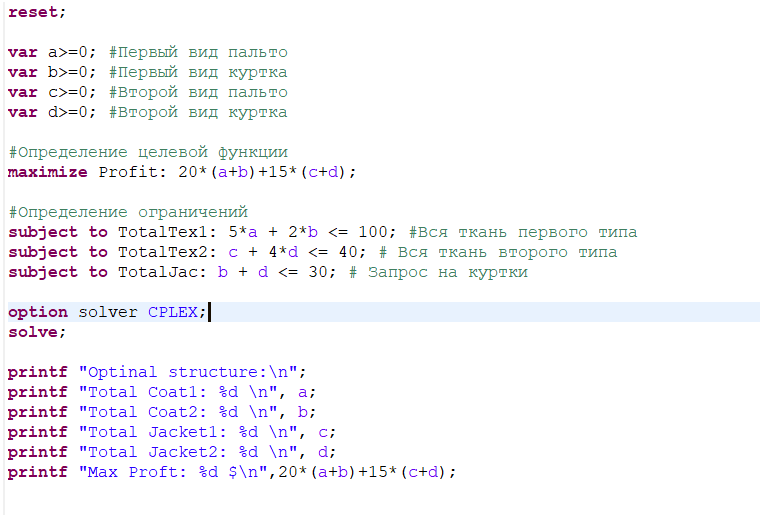 reset;
var a>=0; #Первый вид пальто
var b>=0; #Первый вид куртка
var c>=0; #Второй вид пальто
var d>=0; #Второй вид куртка
#Определение целевой функции
maximize Profit: 20*(a+b)+15*(c+d);
#Определение ограничений
subject to TotalTex1: 5*a + 2*b <= 100; #Вся ткань первого типа
subject to TotalTex2: c + 4*d <= 40; # Вся ткань второго типа
subject to TotalJac: b + d <= 30; # Запрос на куртки
option solver CPLEX;
solve;
printf "Optinal structure:\n";
printf "Total Coat1: %d \n", a;
printf "Total Coat2: %d \n", b;
printf "Total Jacket1: %d \n", c;
printf "Total Jacket2: %d \n", d;
printf "Max Proft: %d $\n",20*(a+b)+15*(c+d);